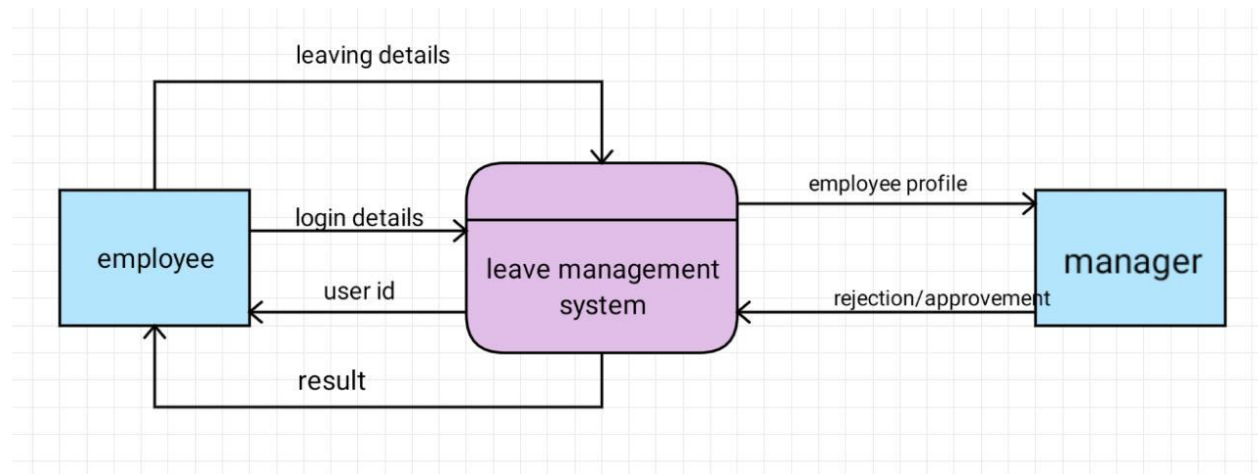 leaving details
employee profile
login details
employee
leave management
system
manager
user id
rejection/approvement
result